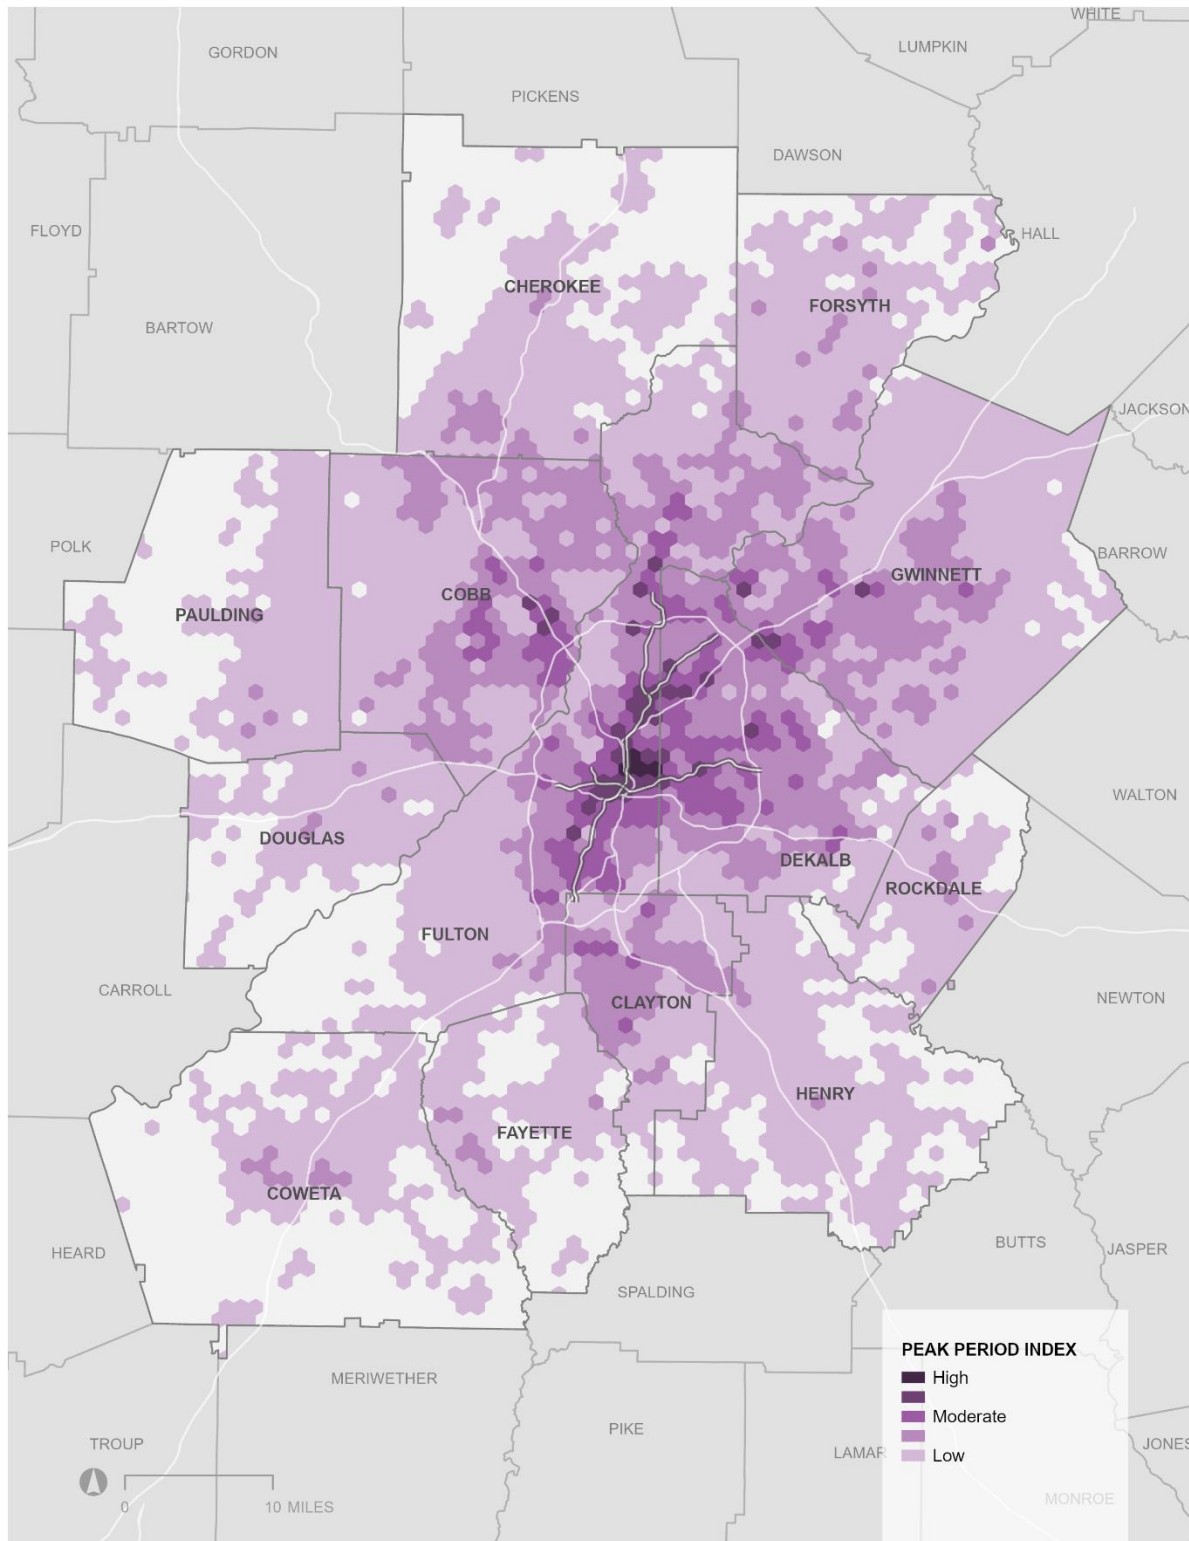 WHITE
GORDON
LUMPKIN
PICKENS
DAWSON
FLOYD
HALL
CHEROKEE
FORSYTH
BARTOW
JACKSON
POLK
BARROW
GWINNETT
COBB
PAULDING
WALTON
DOUGLAS
DEKALB
ROCKDALE
FULTON
CARROLL
NEWTON
CLAYTON
HENRY
FAYETTE
COWETA
BUTTS
JASPER
HEARD
SPALDING
PEAK PERIOD INDEX
High
MERIWETHER
Moderate
PIKE
TROUP
LAMAR
Low
JONES
0 10 MILES
MONROE